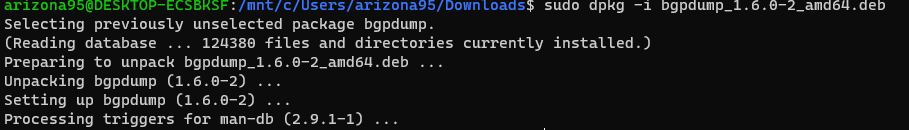 arizona95@DESKTOP-ECSBKSF:/mnt/c/Users/arizona95/Downloads$ sudo dpkg -i bgpdump_1.6.0-2_amd64.deb
Selecting previously unselected package bgpdump.
(Reading database ... 124380 files and directories currently installed.)
Preparing to unpack bgpdump_1.6.0-2_amd64.deb ...
Unpacking bgpdump (1.6.0-2) ...
Setting up bgpdump (1.6.0-2) ...
Processing triggers for man-db (2.9.1-1) ...